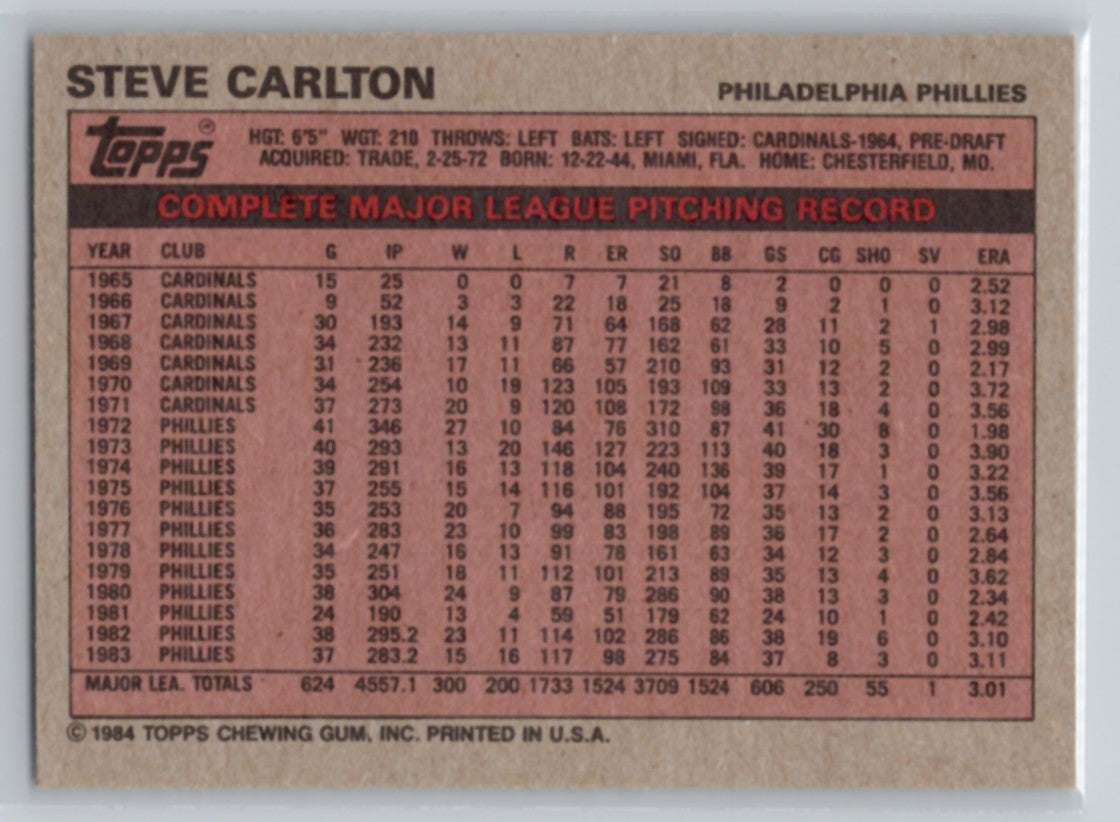 STEVE CARLTON PHILADELPHIA PHILLIES
Topps® HGT: 6'5" WGT: 210 THROWS: LEFT BATS: LEFT SIGNED: CARDINALS-1964, PRE-DRAFT
ACQUIRED: TRADE, 2-25-72 BORN: 12-22-44, MIAMI, FLA. HOME: CHESTERFIELD, MO.
COMPLETE MAJOR LEAGUE PITCHING RECORD
YEAR CLUB G IP W L R ER SO BB GS CG SHO SV ERA
1965 CARDINALS 15 25 0 0 7 7 21 8 2 0 0 0 2.52
1966 CARDINALS 9 52 3 3 22 18 25 18 9 2 1 0 3.12
1967 CARDINALS 30 193 14 9 71 64 168 62 28 11 2 1 2.98
1968 CARDINALS 34 232 13 11 87 77 162 61 33 10 5 0 2.99
1969 CARDINALS 31 236 17 11 66 57 210 93 31 12 2 0 2.17
1970 CARDINALS 34 254 10 19 123 105 193 109 33 13 2 0 3.72
1971 CARDINALS 37 273 20 9 120 108 172 98 36 18 4 0 3.56
1972 PHILLIES 41 346 27 10 84 76 310 87 41 30 8 0 1.98
1973 PHILLIES 40 293 13 20 146 127 223 113 40 18 3 0 3.90
1974 PHILLIES 39 291 16 13 118 104 240 136 39 17 1 0 3.22
1975 PHILLIES 37 255 15 14 116 101 192 104 37 14 3 0 3.56
1976 PHILLIES 35 253 20 7 94 88 195 72 35 13 2 0 3.13
1977 PHILLIES 36 283 23 10 99 83 198 89 36 17 2 0 2.64
1978 PHILLIES 34 247 16 13 91 78 161 63 34 12 3 0 2.84
1979 PHILLIES 35 251 18 11 112 101 213 89 35 13 4 0 3.62
1980 PHILLIES 38 304 24 9 87 79 286 90 38 13 3 0 2.34
1981 PHILLIES 24 190 13 4 59 51 179 62 24 10 1 0 2.42
1982 PHILLIES 38 295.2 23 11 114 102 286 86 38 19 6 0 3.10
1983 PHILLIES 37 283.2 15 16 117 98 275 84 37 8 3 0 3.11
MAJOR LEA. TOTALS 624 4557.1 300 200 1733 1524 3709 1524 606 250 55 1 3.01
© 1984 TOPPS CHEWING GUM, INC. PRINTED IN U.S.A.